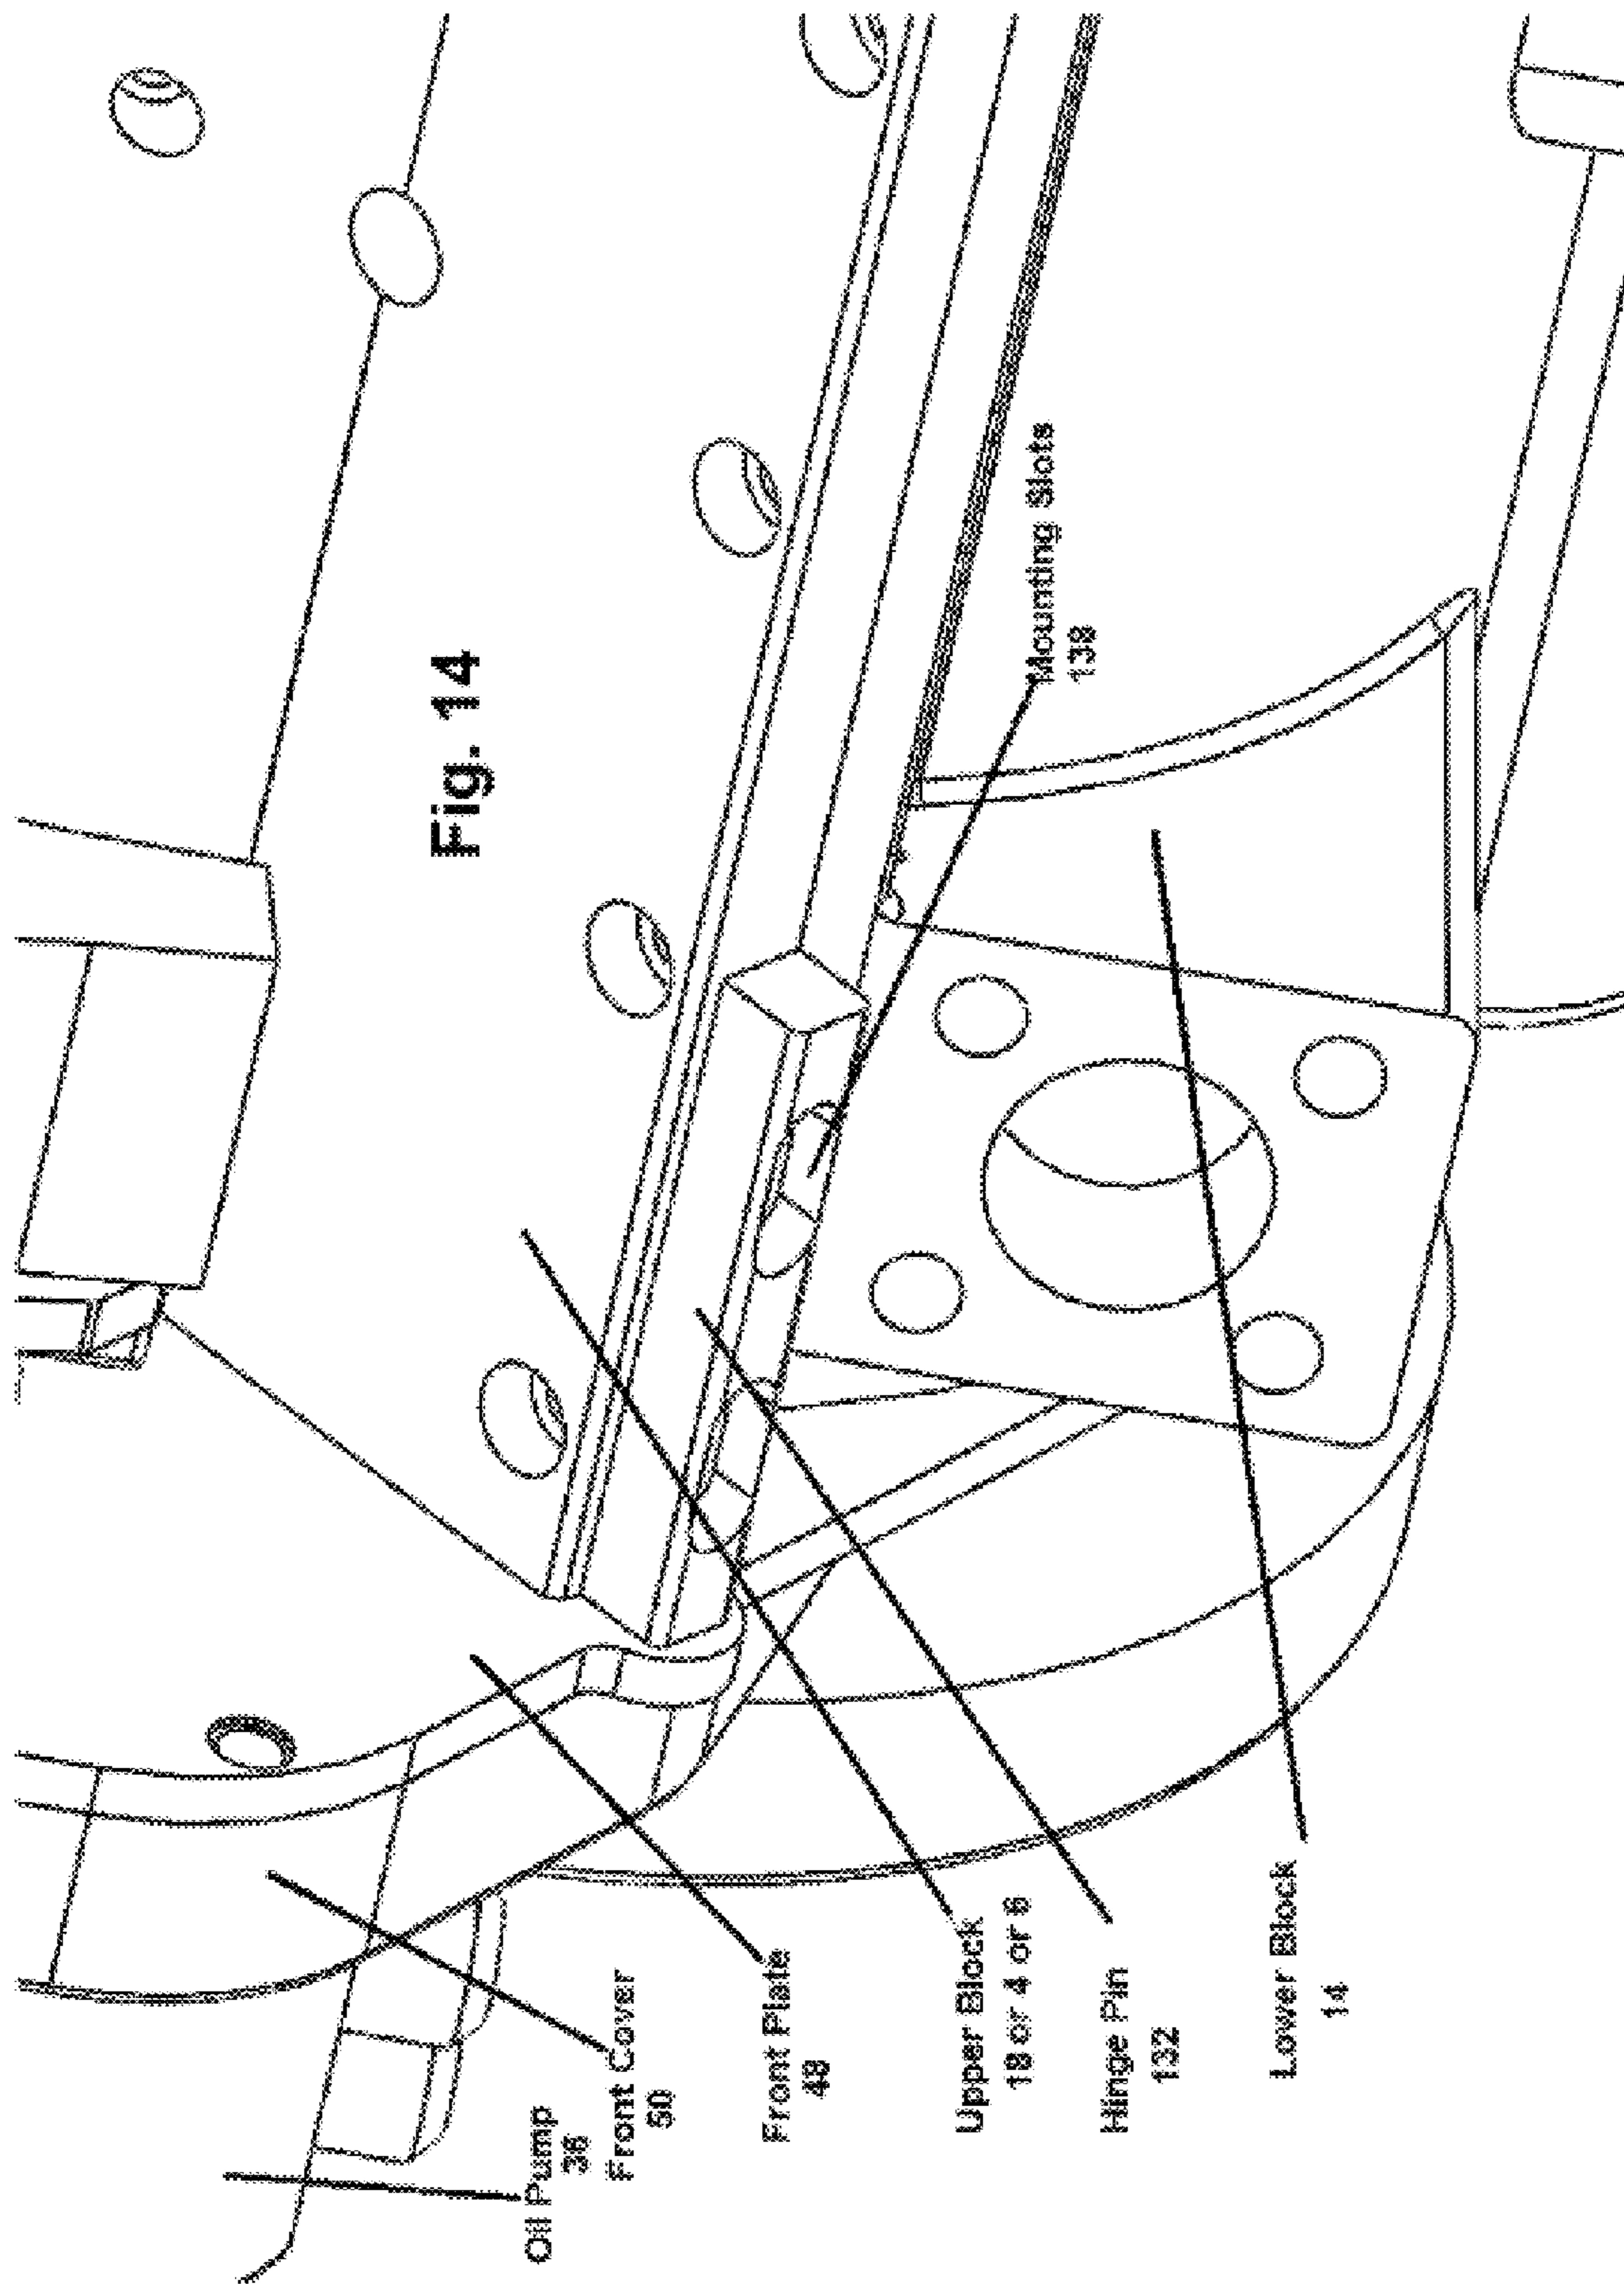 Fig. 14
Mounting Slots
138
Oil Pump
36
Front Cover
50
Front Plate
48
Upper Block
18 or 4 or 6
Hinge Pin
132
Lower Block
14